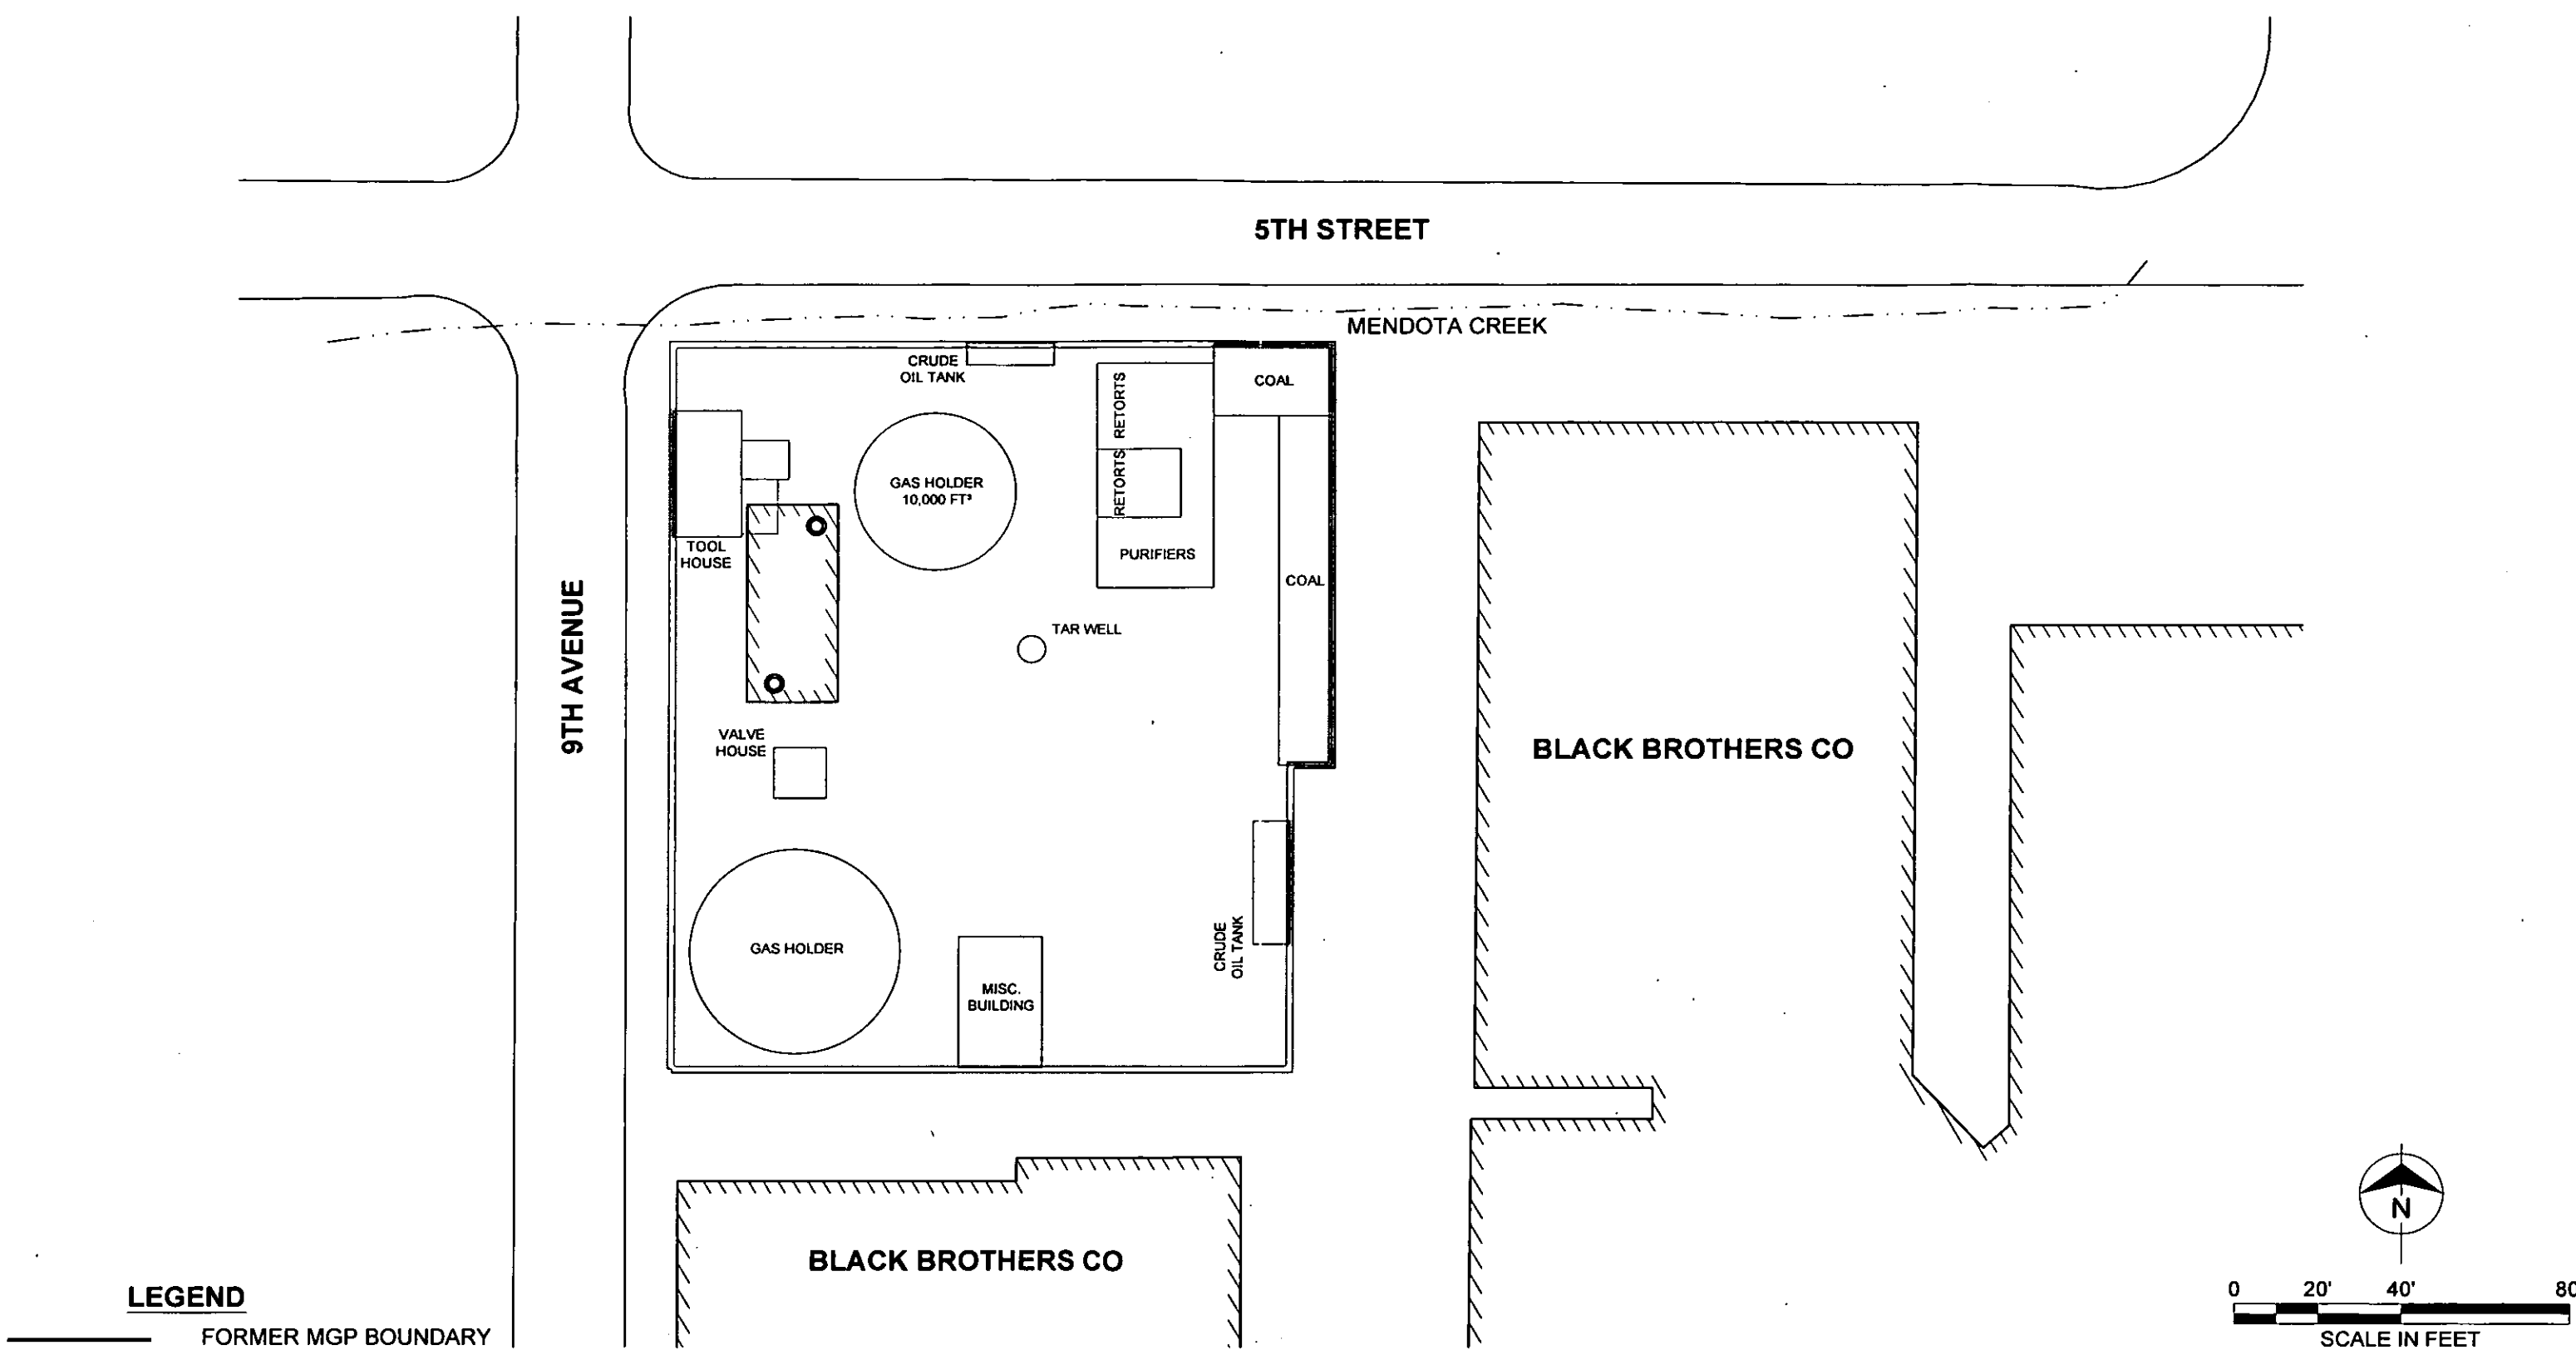 5TH STREET
MENDOTA CREEK
CRUDE
OIL TANK
RETORTS
COAL
GAS HOLDER
10,000 FT³
RETORTS
TOOL
HOUSE
PURIFIERS
COAL
9TH AVENUE
TAR WELL
VALVE
HOUSE
BLACK BROTHERS CO
GAS HOLDER
CRUDE
OIL TANK
MISC.
BUILDING
BLACK BROTHERS CO
N
LEGEND
FORMER MGP BOUNDARY
0 20' 40' 80
SCALE IN FEET